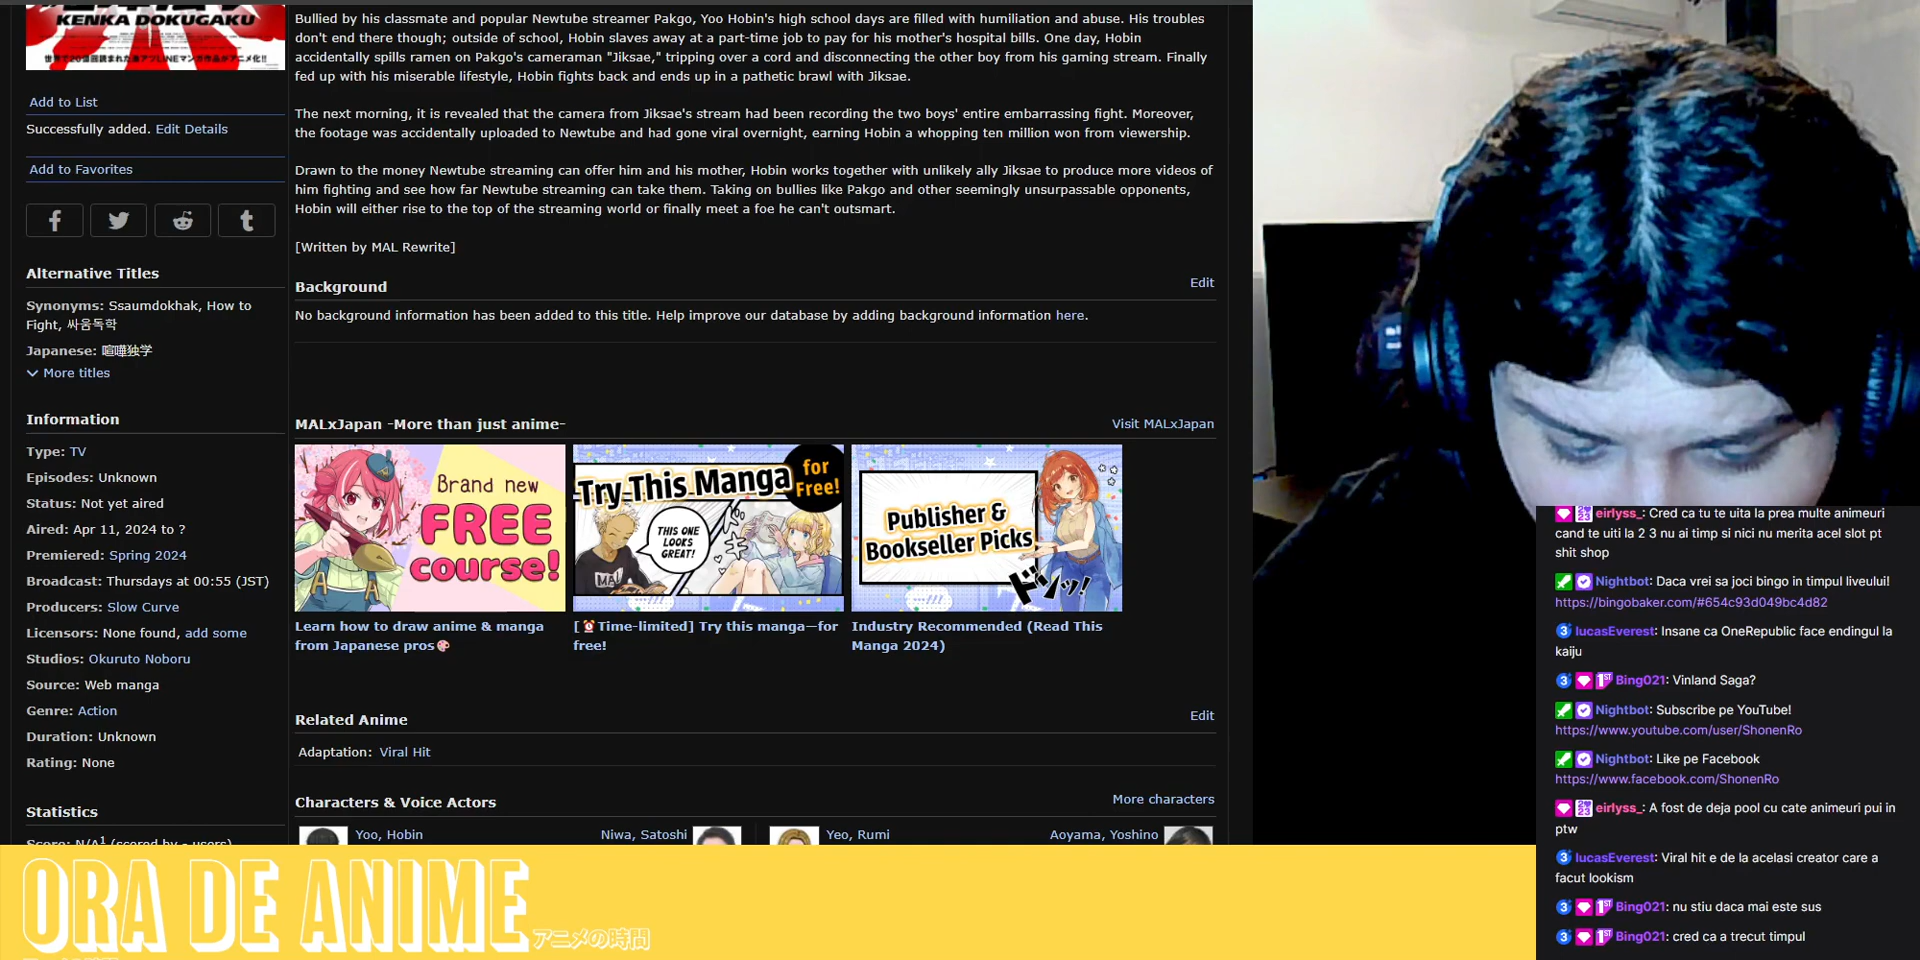 KENKA DOKUGAKU
Bullied by his classmate and popular Newtube streamer Pakgo, Yoo Hobin's high school days are filled with humiliation and abuse. His troubles
don't end there though; outside of school, Hobin slaves away at a part-time job to pay for his mother's hospital bills. One day, Hobin
accidentally spills ramen on Pakgo's cameraman "Jiksae," tripping over a cord and disconnecting the other boy from his gaming stream. Finally
fed up with his miserable lifestyle, Hobin fights back and ends up in a pathetic brawl with Jiksae.
The next morning, it is revealed that the camera from Jiksae's stream had been recording the two boys' entire embarrassing fight. Moreover,
the footage was accidentally uploaded to Newtube and had gone viral overnight, earning Hobin a whopping ten million won from viewership.
Drawn to the money Newtube streaming can offer him and his mother, Hobin works together with unlikely ally Jiksae to produce more videos of
him fighting and see how far Newtube streaming can take them. Taking on bullies like Pakgo and other seemingly unsurpassable opponents,
Hobin will either rise to the top of the streaming world or finally meet a foe he can't outsmart.
[Written by MAL Rewrite]
Background
Edit
No background information has been added to this title. Help improve our database by adding background information here.
Add to List
Successfully added. Edit Details
Add to Favorites
Alternative Titles
Synonyms: Ssaumdokhak, How to
Fight, 싸움독학
Japanese: 喧嘩独学
More titles
Information
Type: TV
Episodes: Unknown
Status: Not yet aired
Aired: Apr 11, 2024 to ?
Premiered: Spring 2024
Broadcast: Thursdays at 00:55 (JST)
Producers: Slow Curve
Licensors: None found, add some
Studios: Okuruto Noboru
Source: Web manga
Genre: Action
Duration: Unknown
Rating: None
Statistics
Score: N/A1 (scored by - users)
MALxJapan -More than just anime-
Visit MALxJapan
Brand new
FREE
course!
Try This Manga
for
Free!
THIS ONE
LOOKS
GREAT!
MAL
Publisher &
Bookseller Picks
ドンッ!
Learn how to draw anime & manga
from Japanese pros
[ Time-limited] Try this manga—for
free!
Industry Recommended (Read This
Manga 2024)
Related Anime
Edit
Adaptation: Viral Hit
Characters & Voice Actors
More characters
Yoo, Hobin
Niwa, Satoshi
Yeo, Rumi
Aoyama, Yoshino
eirlyss_: Cred ca tu te uita la prea multe animeuri
cand te uiti la 2 3 nu ai timp si nici nu merita acel slot pt
shit shop
Nightbot: Daca vrei sa joci bingo in timpul liveului!
https://bingobaker.com/#654c93d049bc4d82
lucasEverest: Insane ca OneRepublic face endingul la
kaiju
Bing021: Vinland Saga?
Nightbot: Subscribe pe YouTube!
https://www.youtube.com/user/ShonenRo
Nightbot: Like pe Facebook
https://www.facebook.com/ShonenRo
eirlyss_: A fost de deja pool cu cate animeuri pui in
ptw
lucasEverest: Viral hit e de la acelasi creator care a
facut lookism
Bing021: nu stiu daca mai este sus
Bing021: cred ca a trecut timpul
ORA DE ANIME
アニメの時間